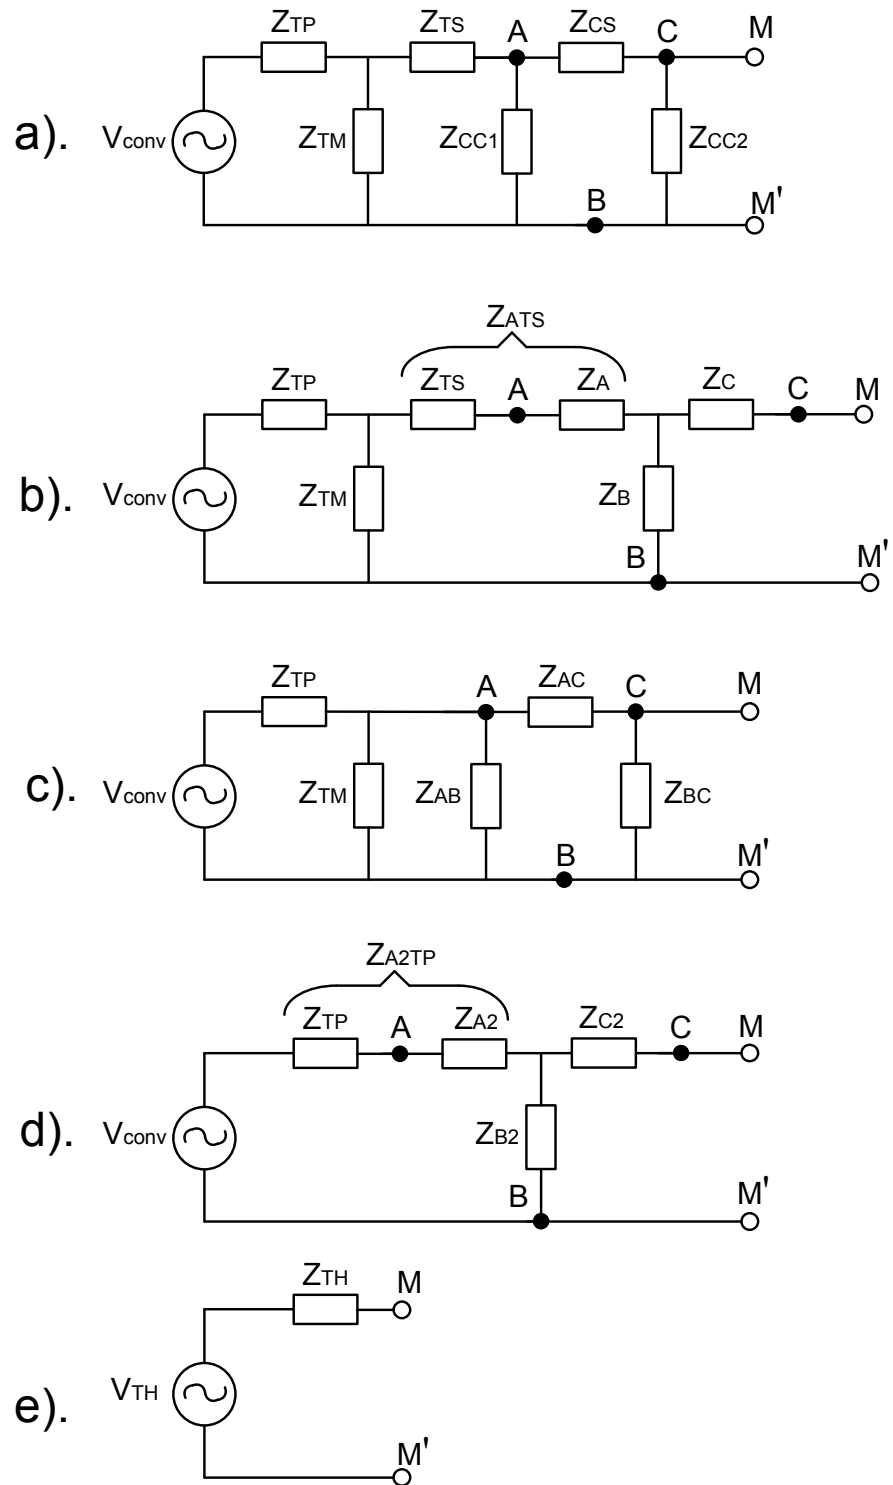 ZTP ZTS A ZCS C M
a). Vconv ZTM ZCC1 ZCC2
B M'
ZATS
ZTP ZTS A ZA ZC C M
b). Vconv ZTM ZB
B M'
ZTP A ZAC C M
c). Vconv ZTM ZAB ZBC
B M'
ZA2TP
ZTP A ZA2 ZC2 C M
d). Vconv ZB2
B M'
ZTH M
e). VTH
M'